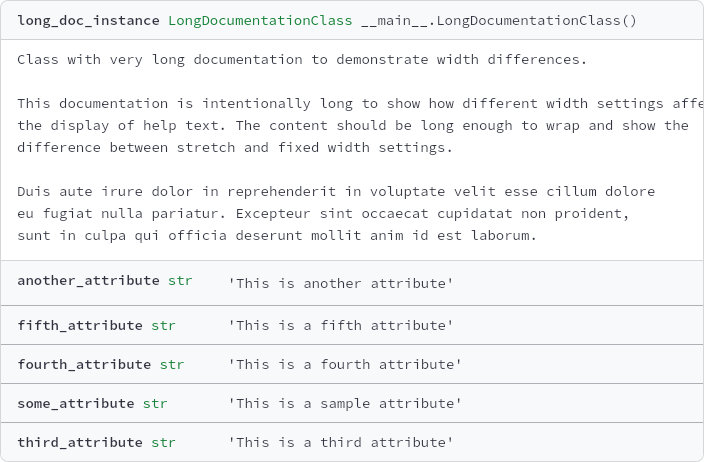 long_doc_instance LongDocumentationClass __main__.LongDocumentationClass()
Class with very long documentation to demonstrate width differences.
This documentation is intentionally long to show how different width settings affe
the display of help text. The content should be long enough to wrap and show the
difference between stretch and fixed width settings.
Duis aute irure dolor in reprehenderit in voluptate velit esse cillum dolore
eu fugiat nulla pariatur. Excepteur sint occaecat cupidatat non proident,
sunt in culpa qui officia deserunt mollit anim id est laborum.
another_attribute str 'This is another attribute'
fifth_attribute str 'This is a fifth attribute'
fourth_attribute str 'This is a fourth attribute'
some_attribute str 'This is a sample attribute'
third_attribute str 'This is a third attribute'